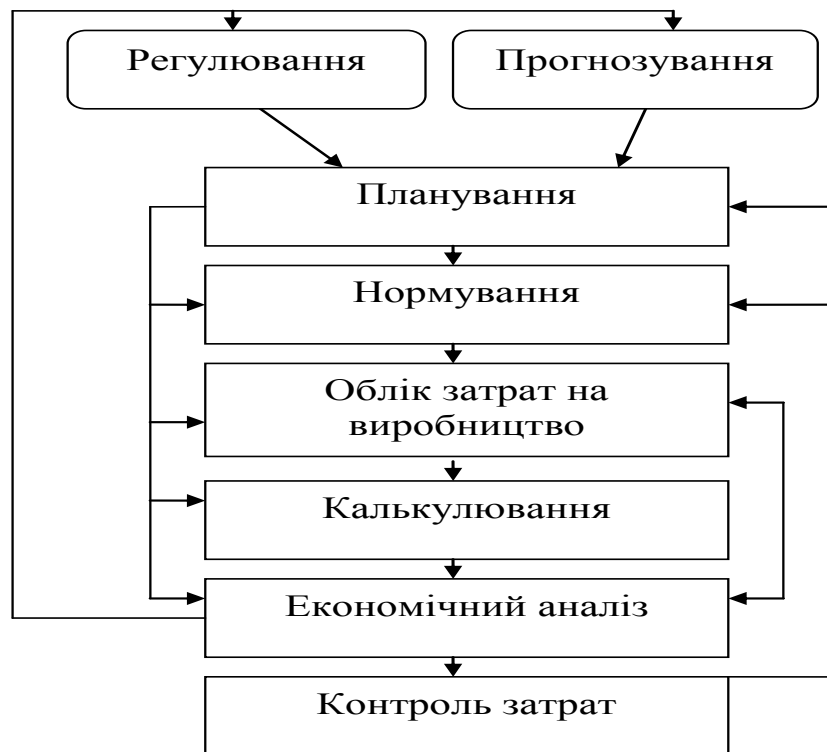 Регулювання
Прогнозування
Планування
Нормування
Облік затрат на
виробництво
Калькулювання
Економічний аналіз
Контроль затрат